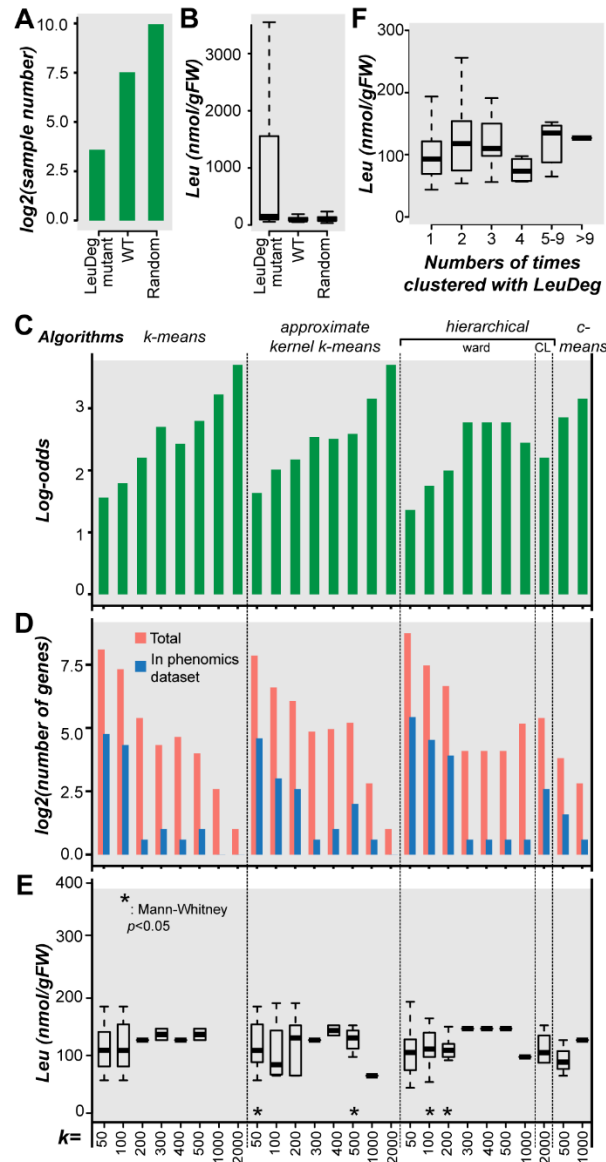 A
log2(sample number)
10.0
7.5
5.0
2.5
0.0
LeuDeg
mutant
WT
Random
B
Leu (nmol/gFW)
3000
2000
1000
0
LeuDeg
mutant
WT
Random
F
Leu (nmol/gFW)
300
200
100
0
1 2 3 4 5-9 >9
Numbers of times
clustered with LeuDeg
C
Algorithms k-means approximate kernel k-means hierarchical c-means
ward CL
Log-odds
3
2
1
0
D
log2(number of genes)
7.5
5.0
2.5
0.0
Total
In phenomics
dataset
E
Leu (nmol/gFW)
400
300
200
100
0
* : Mann-Whitney
p<0.05
* * * *
k= 50 100 200 300 400 500 1000 2000 50 100 200 300 400 500 1000 2000 50 100 200 300 400 500 1000 2000 500 1000